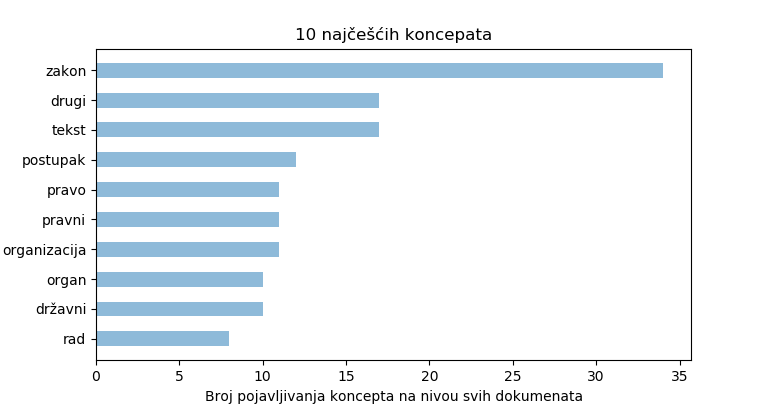 10 najčešćih koncepata
zakon
drugi
tekst
postupak
pravo
pravni
organizacija
organ
državni
rad
0 5 10 15 20 25 30 35
Broj pojavljivanja koncepta na nivou svih dokumenata